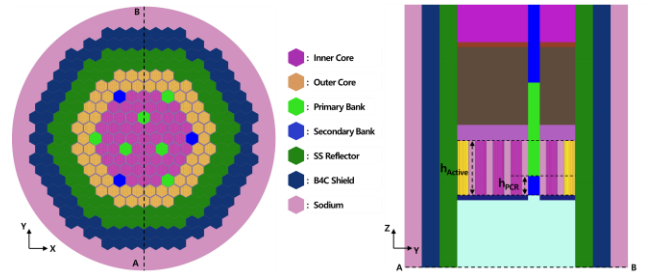 B
A
Y
X
: Inner Core
: Outer Core
: Primary Bank
: Secondary Bank
: SS Reflector
: B4C Shield
: Sodium
hActive
hPCR
Z
Y
A
B